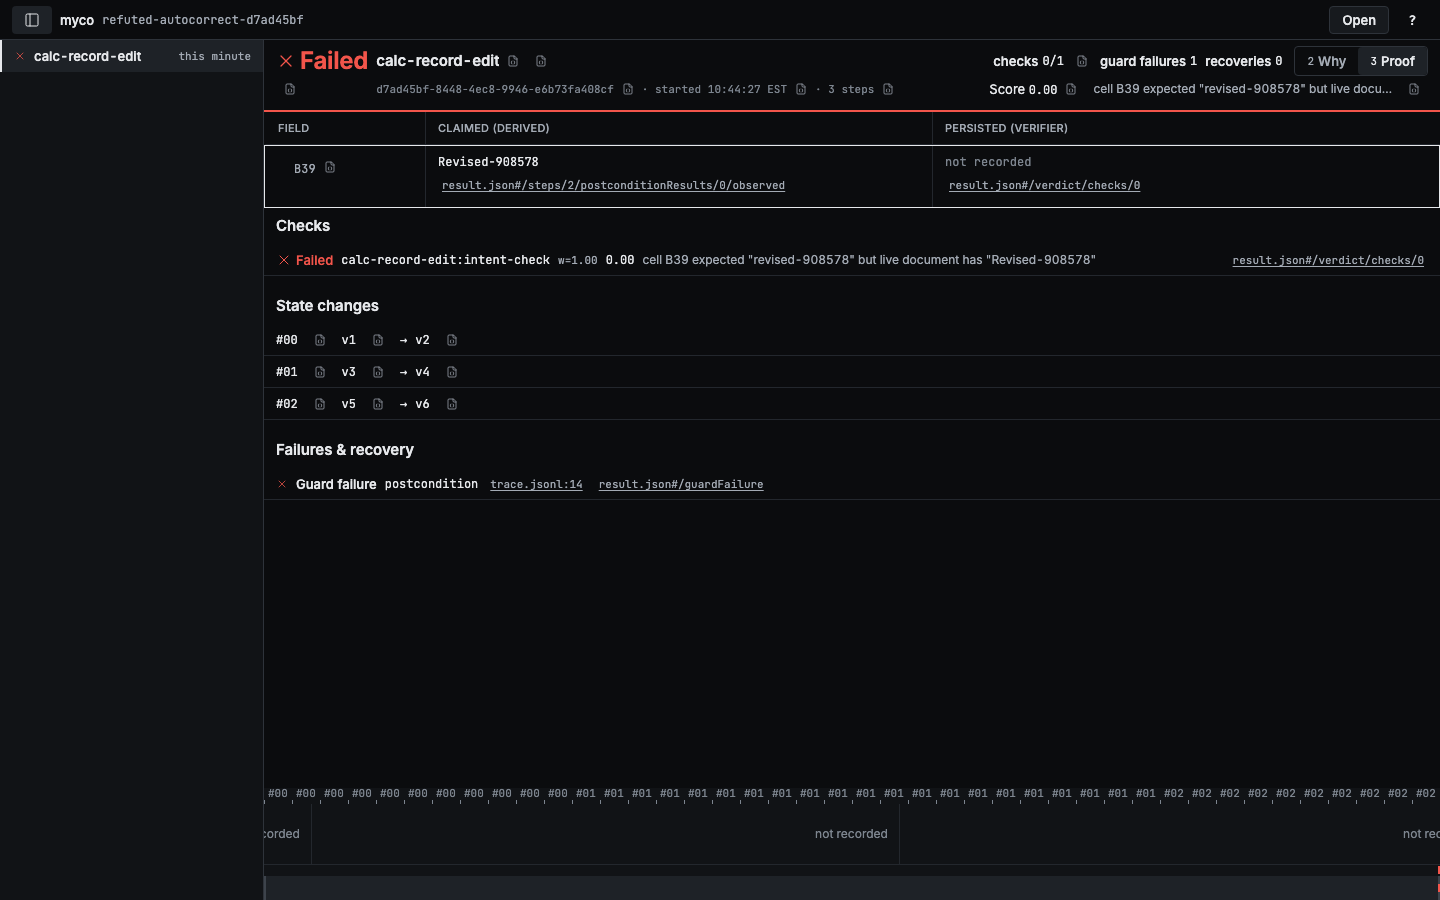 myco refuted-autocorrect-d7ad45bf
Open ?
calc-record-edit this minute
Failed calc-record-edit
checks 0/1 guard failures 1 recoveries 0 2 Why 3 Proof
d7ad45bf-8448-4ec8-9946-e6b73fa408cf · started 10:44:27 EST · 3 steps
Score 0.00 cell B39 expected "revised-908578" but live docu...
FIELD CLAIMED (DERIVED) PERSISTED (VERIFIER)
B39 Revised-908578 not recorded
result.json#/steps/2/postconditionResults/0/observed result.json#/verdict/checks/0
Checks
Failed calc-record-edit:intent-check w=1.00 0.00 cell B39 expected "revised-908578" but live document has "Revised-908578" result.json#/verdict/checks/0
State changes
#00 v1 → v2
#01 v3 → v4
#02 v5 → v6
Failures & recovery
Guard failure postcondition trace.jsonl:14 result.json#/guardFailure
#00 #00 #00 #00 #00 #00 #00 #00 #00 #00 #00 #01 #01 #01 #01 #01 #01 #01 #01 #01 #01 #01 #01 #01 #01 #01 #01 #01 #01 #01 #01 #01 #02 #02 #02 #02 #02 #02 #02 #02 #02 #02
corded not recorded not rec